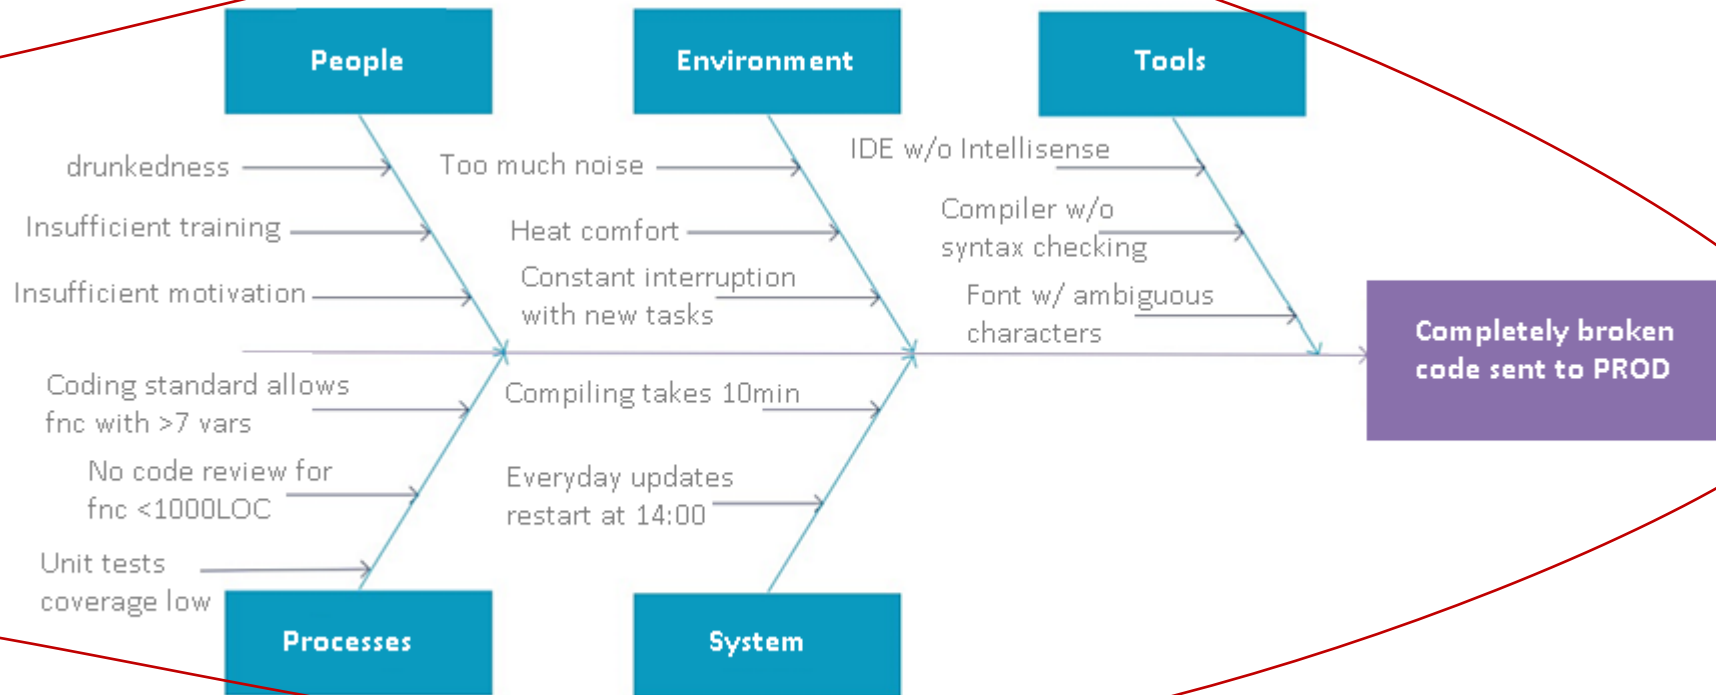 People
Environment
Tools
drunkedness
Insufficient training
Insufficient motivation
Too much noise
Heat comfort
Constant interruption
with new tasks
IDE w/o Intellisense
Compiler w/o
syntax checking
Font w/ ambiguous
characters
Completely broken
code sent to PROD
Coding standard allows
fnc with >7 vars
No code review for
fnc <1000LOC
Unit tests
coverage low
Compiling takes 10min
Everyday updates
restart at 14:00
Processes
System